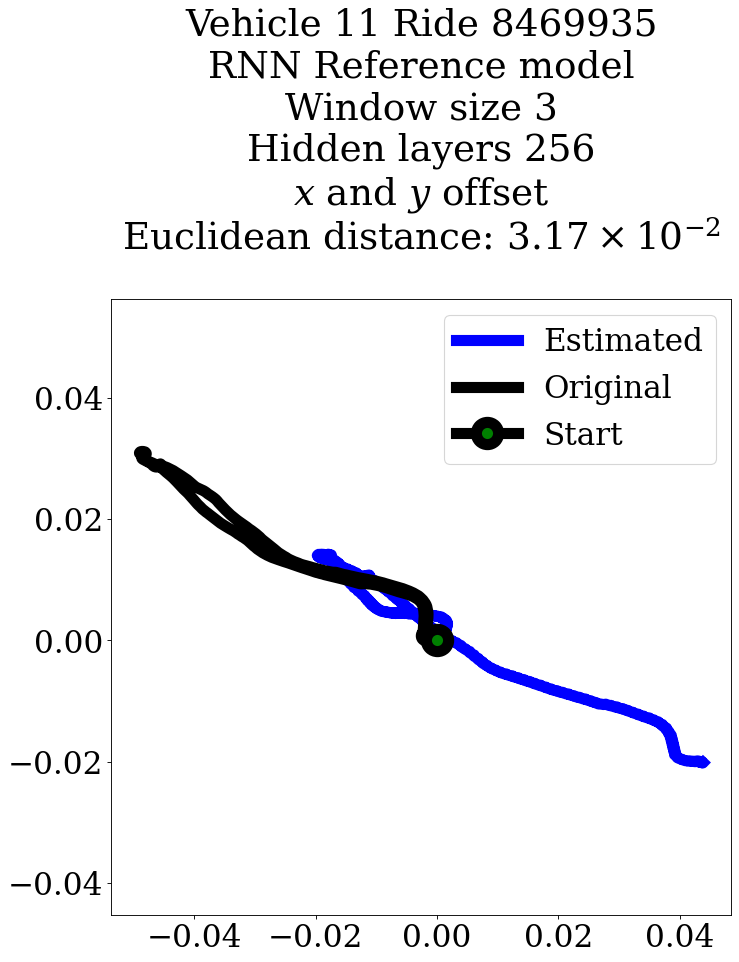 Vehicle 11 Ride 8469935
RNN Reference model
Window size 3
Hidden layers 256
x and y offset
Euclidean distance: 3.17 × 10⁻²
Estimated
Original
Start
0.04
0.02
0.00
−0.02
−0.04
−0.04 −0.02 0.00 0.02 0.04